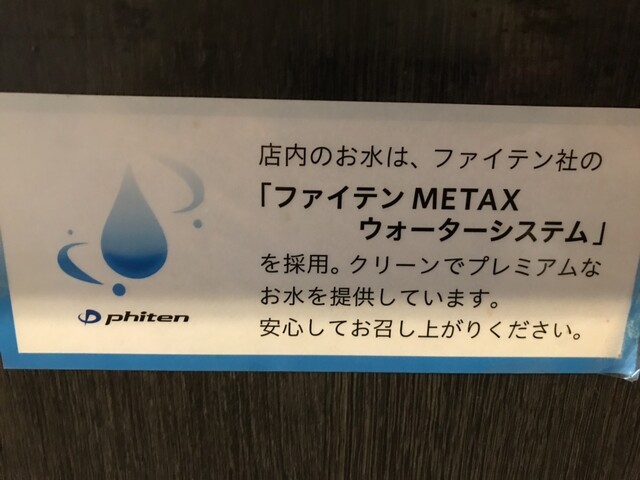 店内のお水は、ファイテン社の
「ファイテン METAX
ウォーターシステム」
を採用。クリーンでプレミアムな
お水を提供しています。
安心してお召し上がりください。
phiten